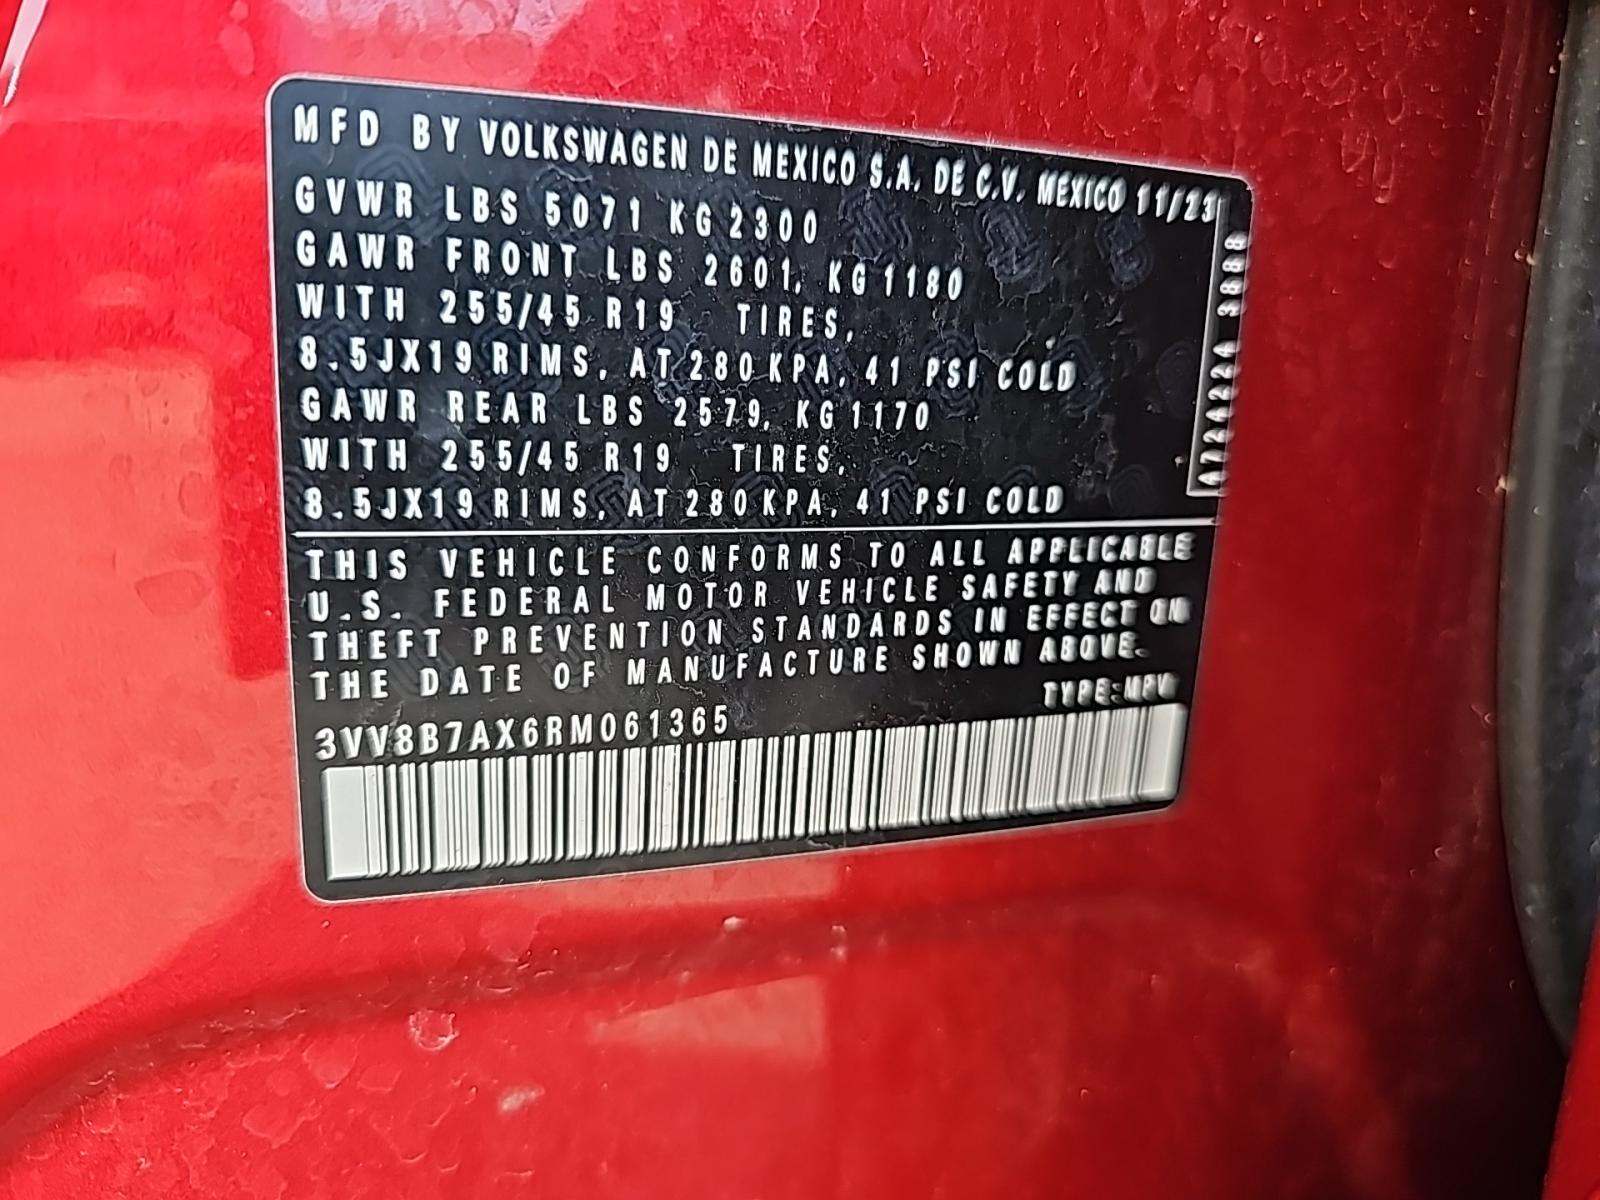 MFD BY VOLKSWAGEN DE MEXICO S.A. DE C.V. MEXICO 11/23
GVWR LBS 5071 KG 2300
GAWR FRONT LBS 2601, KG 1180
WITH 255/45 R19 TIRES,
8.5JX19 RIMS, AT 280 KPA, 41 PSI COLD
GAWR REAR LBS 2579, KG 1170
WITH 255/45 R19 TIRES,
8.5JX19 RIMS, AT 280 KPA, 41 PSI COLD
THIS VEHICLE CONFORMS TO ALL APPLICABLE
U.S. FEDERAL MOTOR VEHICLE SAFETY AND
THEFT PREVENTION STANDARDS IN EFFECT ON
THE DATE OF MANUFACTURE SHOWN ABOVE.
TYPE:MPV
3VV8B7AX6RM061365